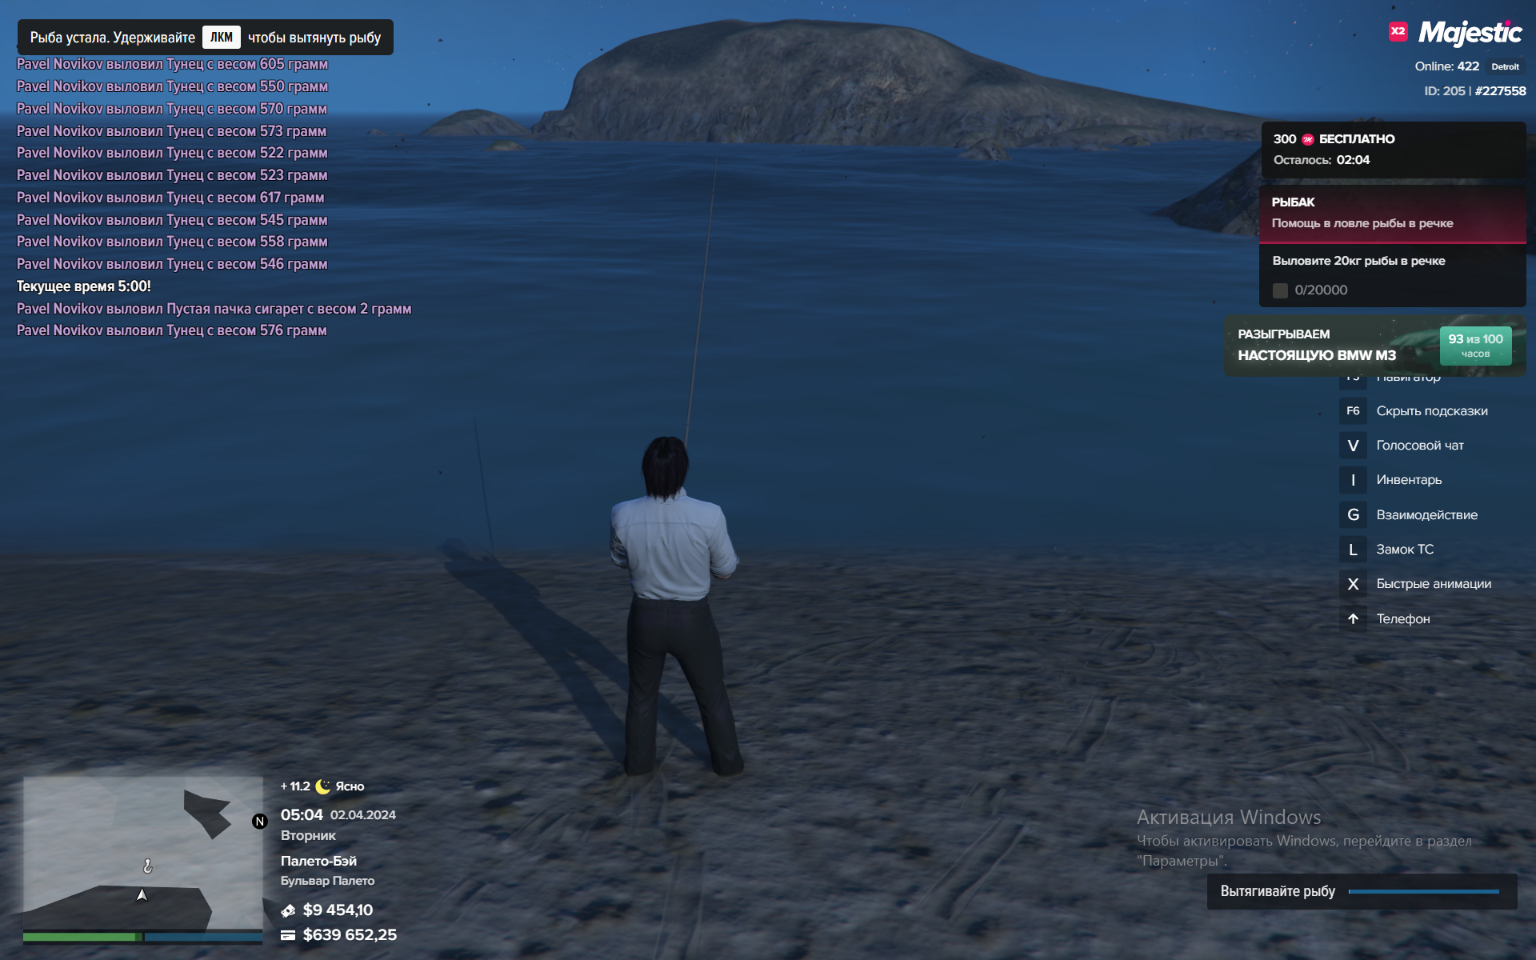 Рыба устала. Удерживайте ЛКМ чтобы вытянуть рыбу
Pavel Novikov выловил Тунец с весом 605 грамм
Pavel Novikov выловил Тунец с весом 550 грамм
Pavel Novikov выловил Тунец с весом 570 грамм
Pavel Novikov выловил Тунец с весом 573 грамм
Pavel Novikov выловил Тунец с весом 522 грамм
Pavel Novikov выловил Тунец с весом 523 грамм
Pavel Novikov выловил Тунец с весом 617 грамм
Pavel Novikov выловил Тунец с весом 545 грамм
Pavel Novikov выловил Тунец с весом 558 грамм
Pavel Novikov выловил Тунец с весом 546 грамм
Текущее время 5:00!
Pavel Novikov выловил Пустая пачка сигарет с весом 2 грамм
Pavel Novikov выловил Тунец с весом 576 грамм
X2 Majestic
Online: 422 Detroit
ID: 205 | #227558
300 БЕСПЛАТНО
Осталось: 02:04
РЫБАК
Помощь в ловле рыбы в речке
Выловите 20кг рыбы в речке
0/20000
РАЗЫГРЫВАЕМ
НАСТОЯЩУЮ BMW M3
93 из 100
часов
Навигатор
F6 Скрыть подсказки
V Голосовой чат
I Инвентарь
G Взаимодействие
L Замок ТС
X Быстрые анимации
↑ Телефон
N
+11.2 Ясно
05:04 02.04.2024
Вторник
Палето-Бэй
Бульвар Палето
$9 454,10
$639 652,25
Активация Windows
Чтобы активировать Windows, перейдите в раздел
"Параметры".
Вытягивайте рыбу